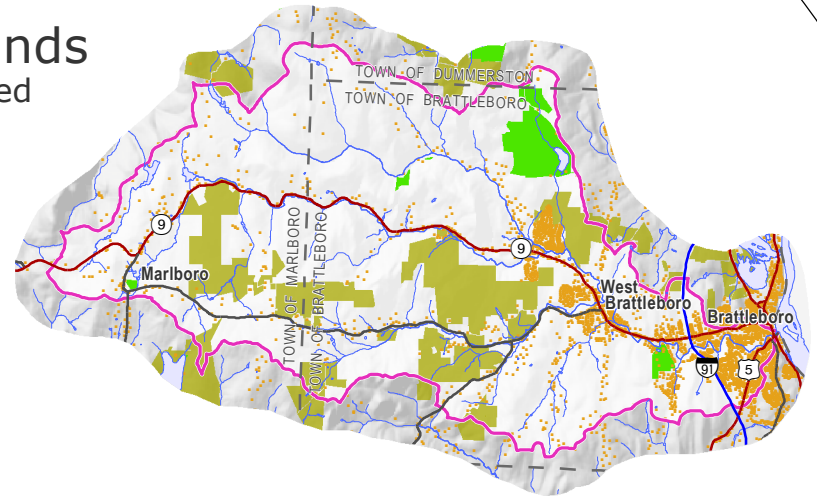 nds
ed
TOWN OF DUMMERSTON
TOWN OF BRATTLEBORO
TOWN OF MARLBORO
TOWN OF BRATTLEBORO
9
9
Marlboro
West
Brattleboro
Brattleboro
91
5